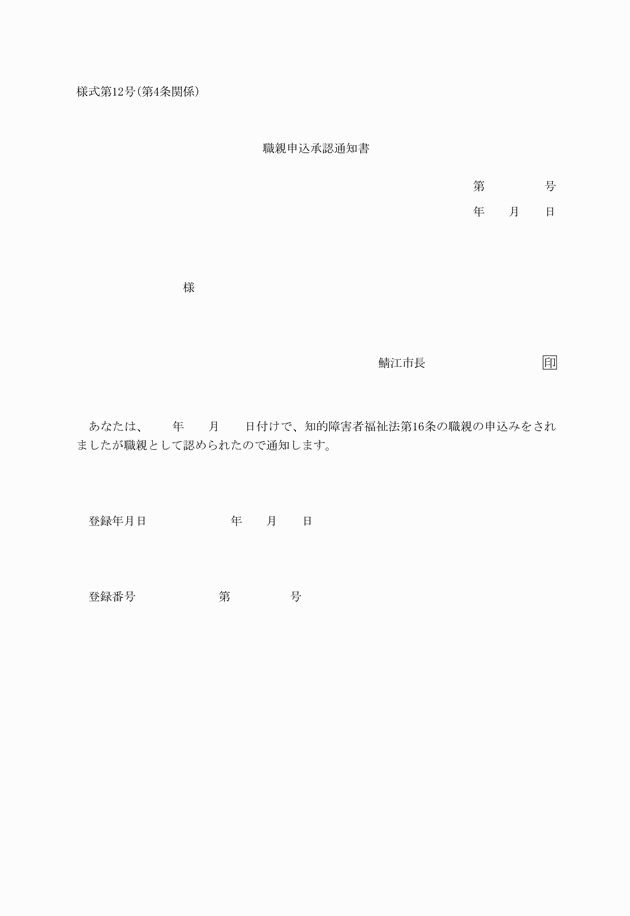 様式第12号(第4条関係)
職親申込承認通知書
第　　　　　号
年　　月　　日
様
鯖江市長　　　　　　　　　　印
あなたは、　　年　　月　　日付けで、知的障害者福祉法第16条の職親の申込みをされ
ましたが職親として認められたので通知します。
登録年月日　　　　　　　年　　月　　日
登録番号　　　　　　　第　　　　　号